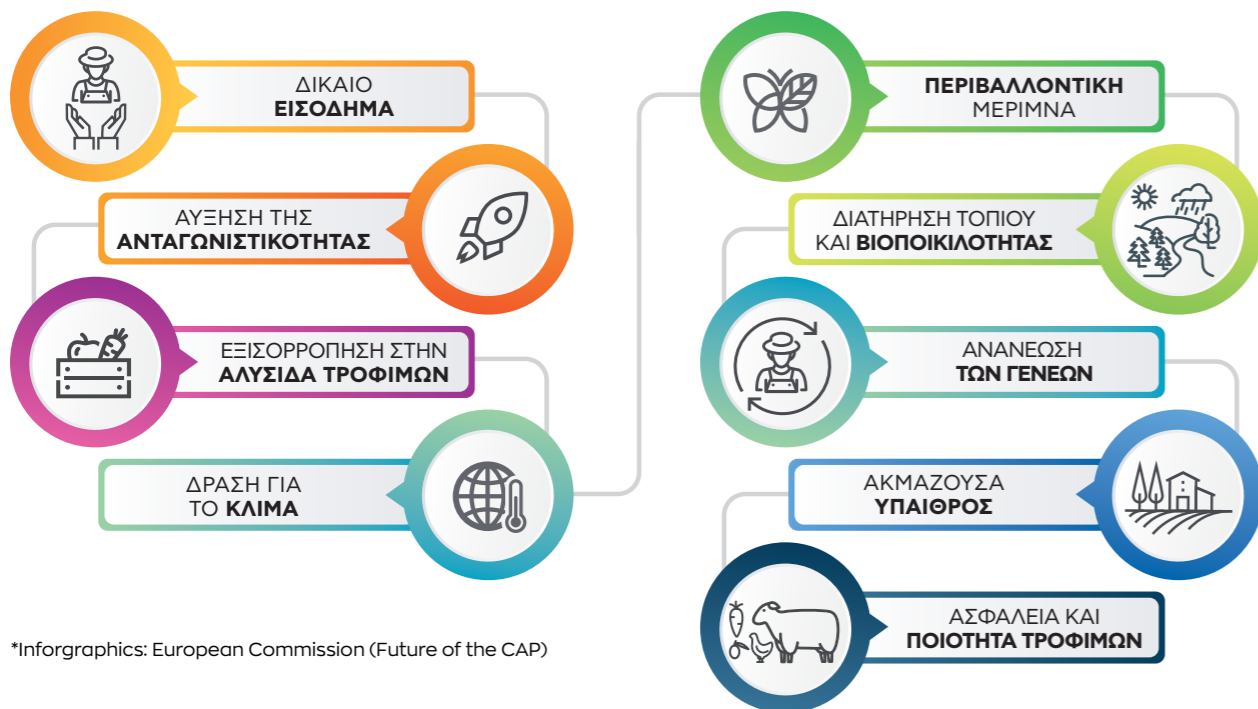 ΔΙΚΑΙΟ
ΕΙΣΟΔΗΜΑ
ΑΥΞΗΣΗ ΤΗΣ
ΑΝΤΑΓΩΝΙΣΤΙΚΟΤΗΤΑΣ
ΕΞΙΣΟΡΡΟΠΗΣΗ ΣΤΗΝ
ΑΛΥΣΙΔΑ ΤΡΟΦΙΜΩΝ
ΔΡΑΣΗ ΓΙΑ
ΤΟ ΚΛΙΜΑ
ΠΕΡΙΒΑΛΛΟΝΤΙΚΗ
ΜΕΡΙΜΝΑ
ΔΙΑΤΗΡΗΣΗ ΤΟΠΙΟΥ
ΚΑΙ ΒΙΟΠΟΙΚΙΛΟΤΗΤΑΣ
ΑΝΑΝΕΩΣΗ
ΤΩΝ ΓΕΝΕΩΝ
ΑΚΜΑΖΟΥΣΑ
ΥΠΑΙΘΡΟΣ
ΑΣΦΑΛΕΙΑ ΚΑΙ
ΠΟΙΟΤΗΤΑ ΤΡΟΦΙΜΩΝ
*Inforgraphics: European Commission (Future of the CAP)